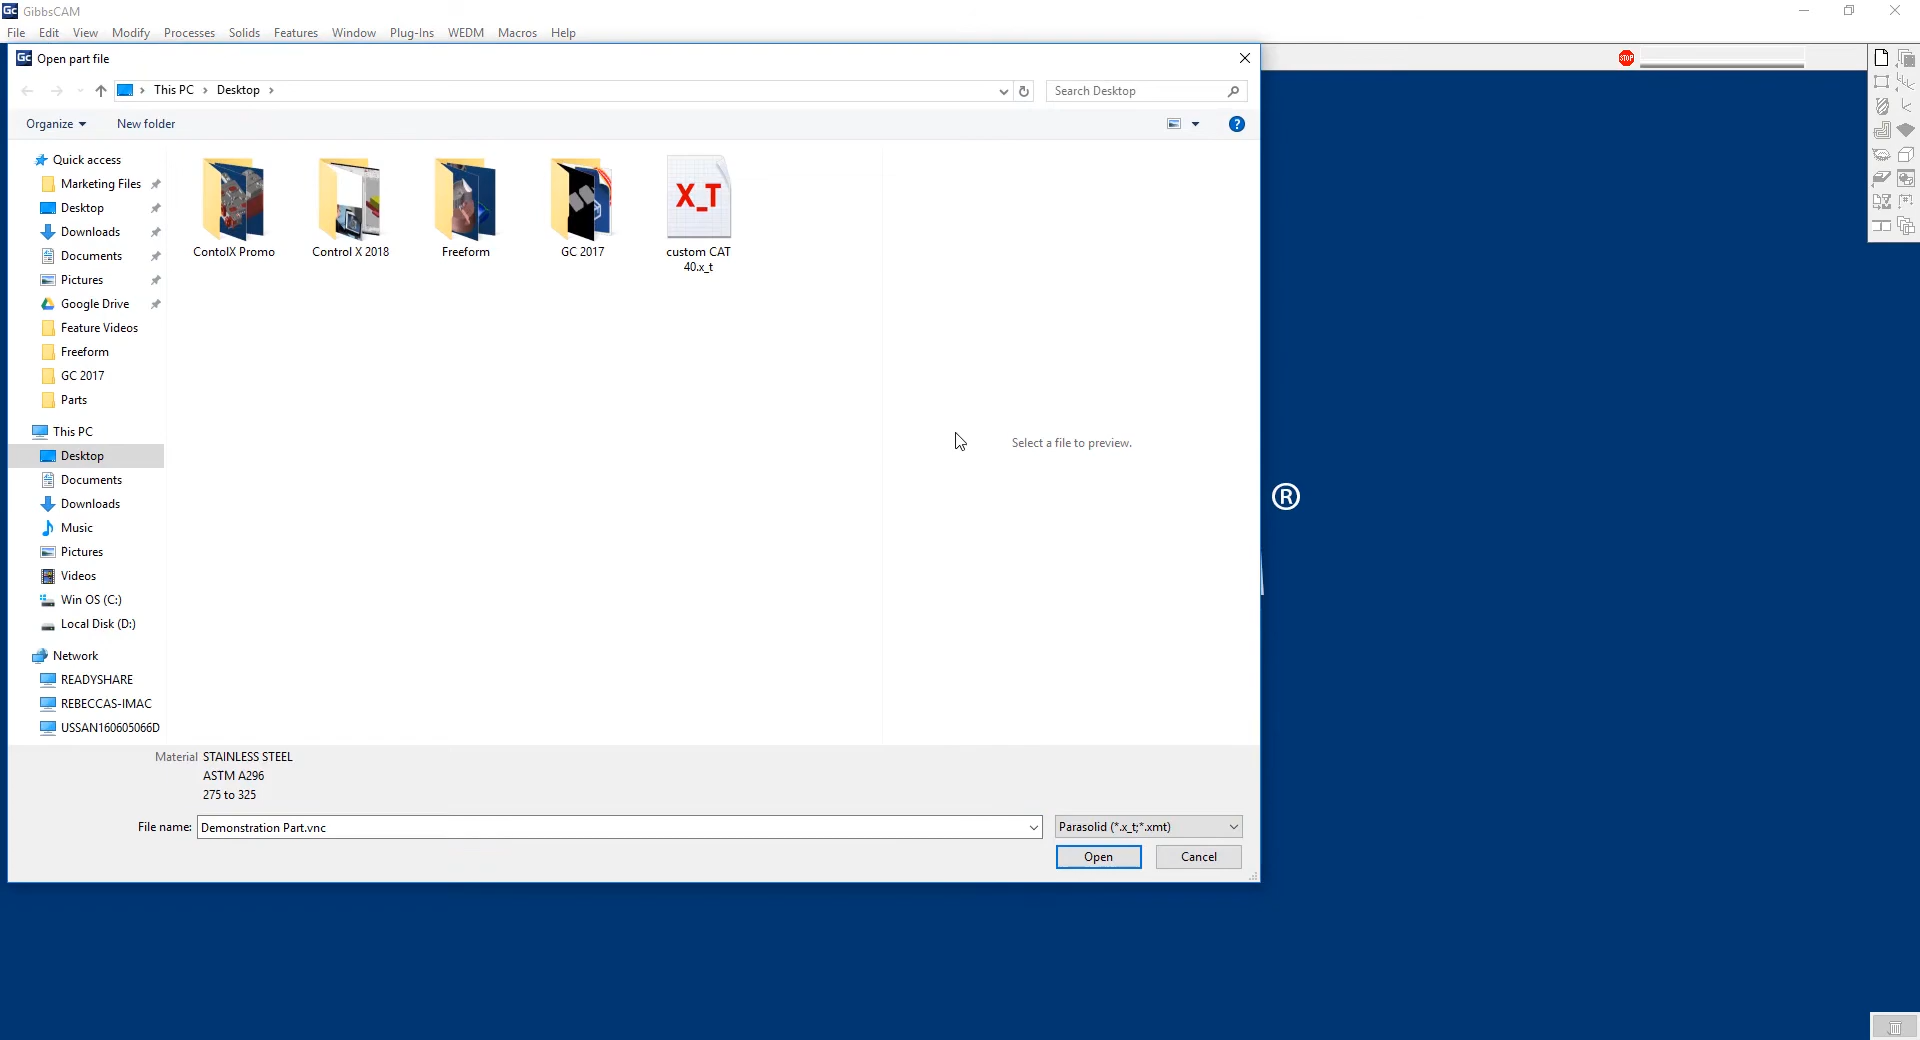 Gc GibbsCAM
File Edit View Modify Processes Solids Features Window Plug-Ins WEDM Macros Help
Gc Open part file
STOP
This PC Desktop
Search Desktop
Organize New folder
?
Quick access
Marketing Files
Desktop
Downloads
Documents
Pictures
Google Drive
Feature Videos
Freeform
GC 2017
Parts
This PC
Desktop
Documents
Downloads
Music
Pictures
Videos
Win OS (C:)
Local Disk (D:)
Network
READYSHARE
REBECCAS-IMAC
USSAN160605066D
X_T
ContolX Promo
Control X 2018
Freeform
GC 2017
custom CAT
40.x_t
Select a file to preview.
®
Material STAINLESS STEEL
ASTM A296
275 to 325
File name: Demonstration Part.vnc
Parasolid (*.x_t;*.xmt)
Open
Cancel